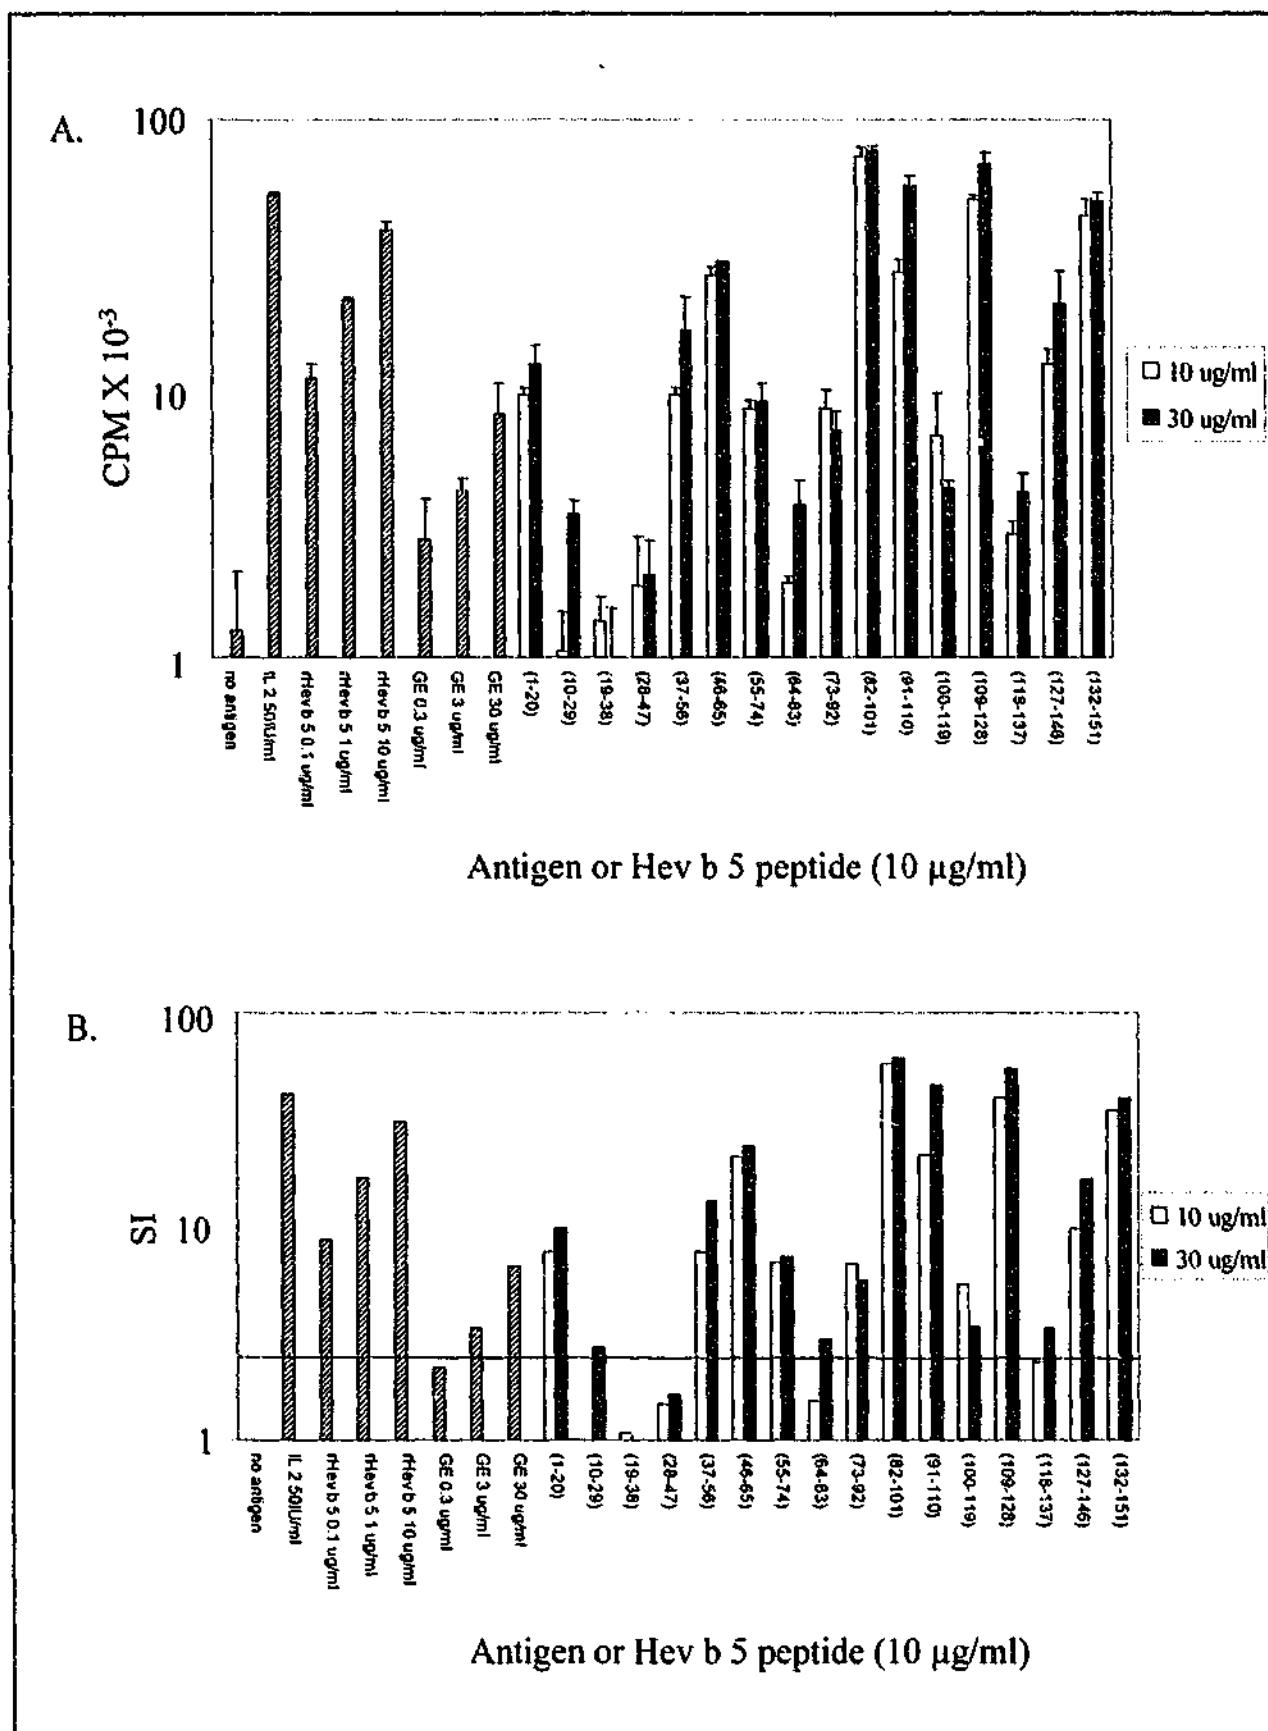 A.
100
10
1
CPM X 10-3
no antigen
IL 2 50IU/ml
rHev b 5 0.1 ug/ml
rHev b 5 1 ug/ml
rHev b 5 10 ug/ml
GE 0.3 ug/ml
GE 3 ug/ml
GE 30 ug/ml
(1-20)
(10-29)
(19-38)
(28-47)
(37-56)
(46-65)
(55-74)
(64-83)
(73-92)
(82-101)
(91-110)
(100-119)
(109-128)
(119-137)
(127-146)
(132-151)
10 ug/ml
30 ug/ml
Antigen or Hev b 5 peptide (10 µg/ml)
B.
100
10
1
SI
no antigen
IL 2 50IU/ml
rHev b 5 0.1 ug/ml
rHev b 5 1 ug/ml
rHev b 5 10 ug/ml
GE 0.3 ug/ml
GE 3 ug/ml
GE 30 ug/ml
(1-20)
(10-29)
(19-38)
(28-47)
(37-56)
(46-65)
(55-74)
(64-83)
(73-92)
(82-101)
(91-110)
(100-119)
(109-128)
(118-137)
(127-146)
(132-151)
10 ug/ml
30 ug/ml
Antigen or Hev b 5 peptide (10 µg/ml)